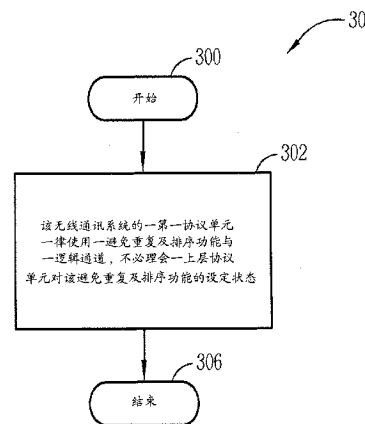 30
300
开始
302
该无线通讯系统的一第一协议单元
一律使用一避免重复及排序功能与
一逻辑通道，不必理会一上层协议
单元对该避免重复及排序功能的设定状态
306
结束